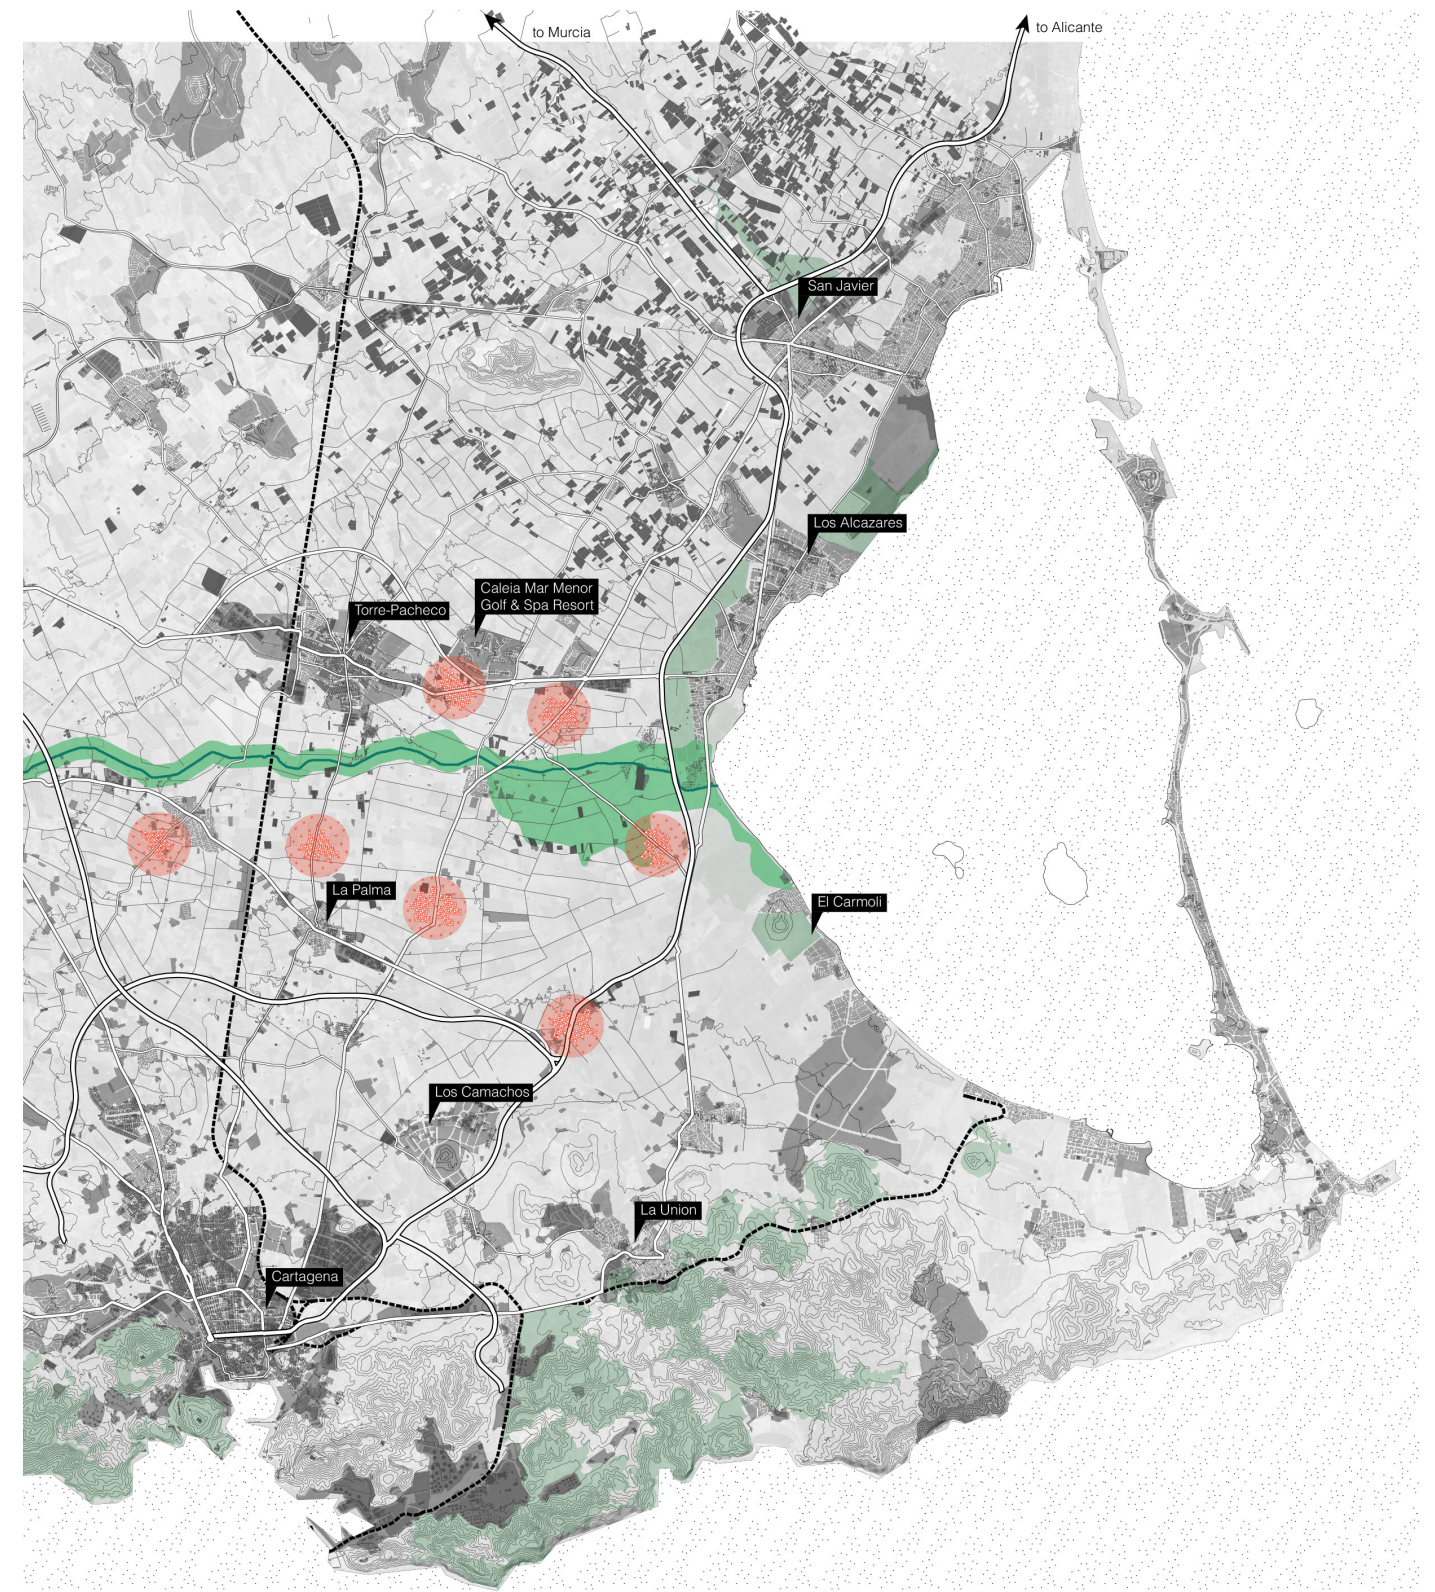 to Murcia
to Alicante
San Javier
Los Alcazares
Caleia Mar Menor
Golf & Spa Resort
Torre-Pacheco
La Palma
El Carmoli
Los Camachos
La Union
Cartagena